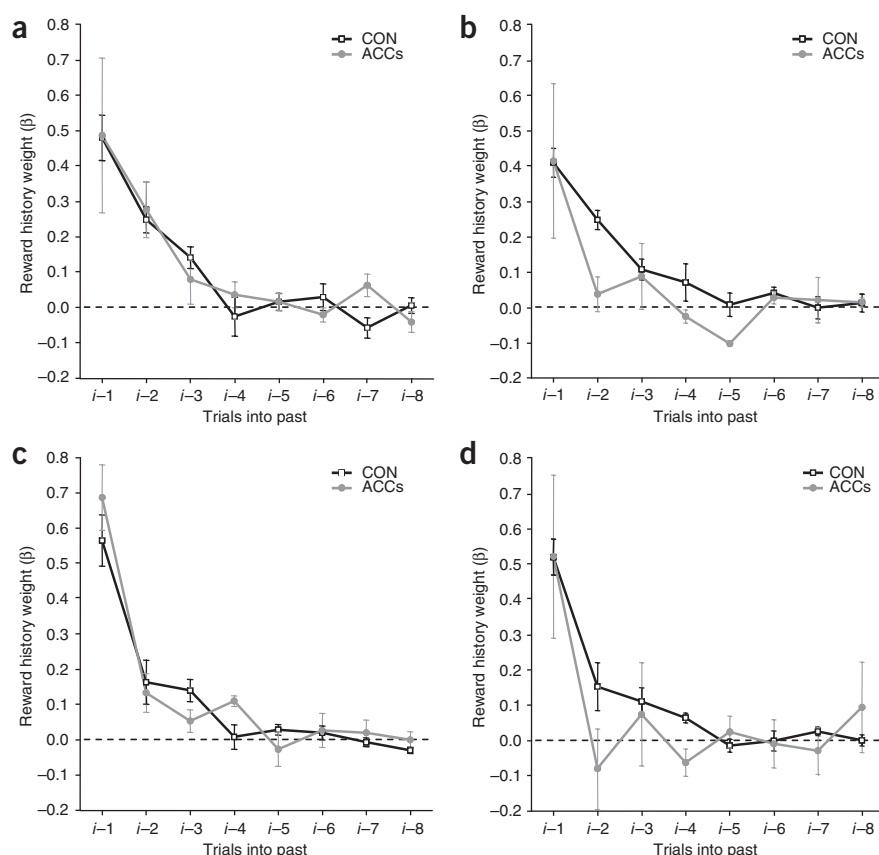 a
0.8
0.7
0.6
0.5
0.4
0.3
0.2
0.1
0.0
–0.1
–0.2
Reward history weight (β)
CON
ACCs
i–1 i–2 i–3 i–4 i–5 i–6 i–7 i–8
Trials into past
b
0.8
0.7
0.6
0.5
0.4
0.3
0.2
0.1
0.0
–0.1
–0.2
Reward history weight (β)
CON
ACCs
i–1 i–2 i–3 i–4 i–5 i–6 i–7 i–8
Trials into past
c
0.8
0.7
0.6
0.5
0.4
0.3
0.2
0.1
0.0
–0.1
–0.2
Reward history weight (β)
CON
ACCs
i–1 i–2 i–3 i–4 i–5 i–6 i–7 i–8
Trials into past
d
0.8
0.7
0.6
0.5
0.4
0.3
0.2
0.1
0.0
–0.1
–0.2
Reward history weight (β)
CON
ACCs
i–1 i–2 i–3 i–4 i–5 i–6 i–7 i–8
Trials into past